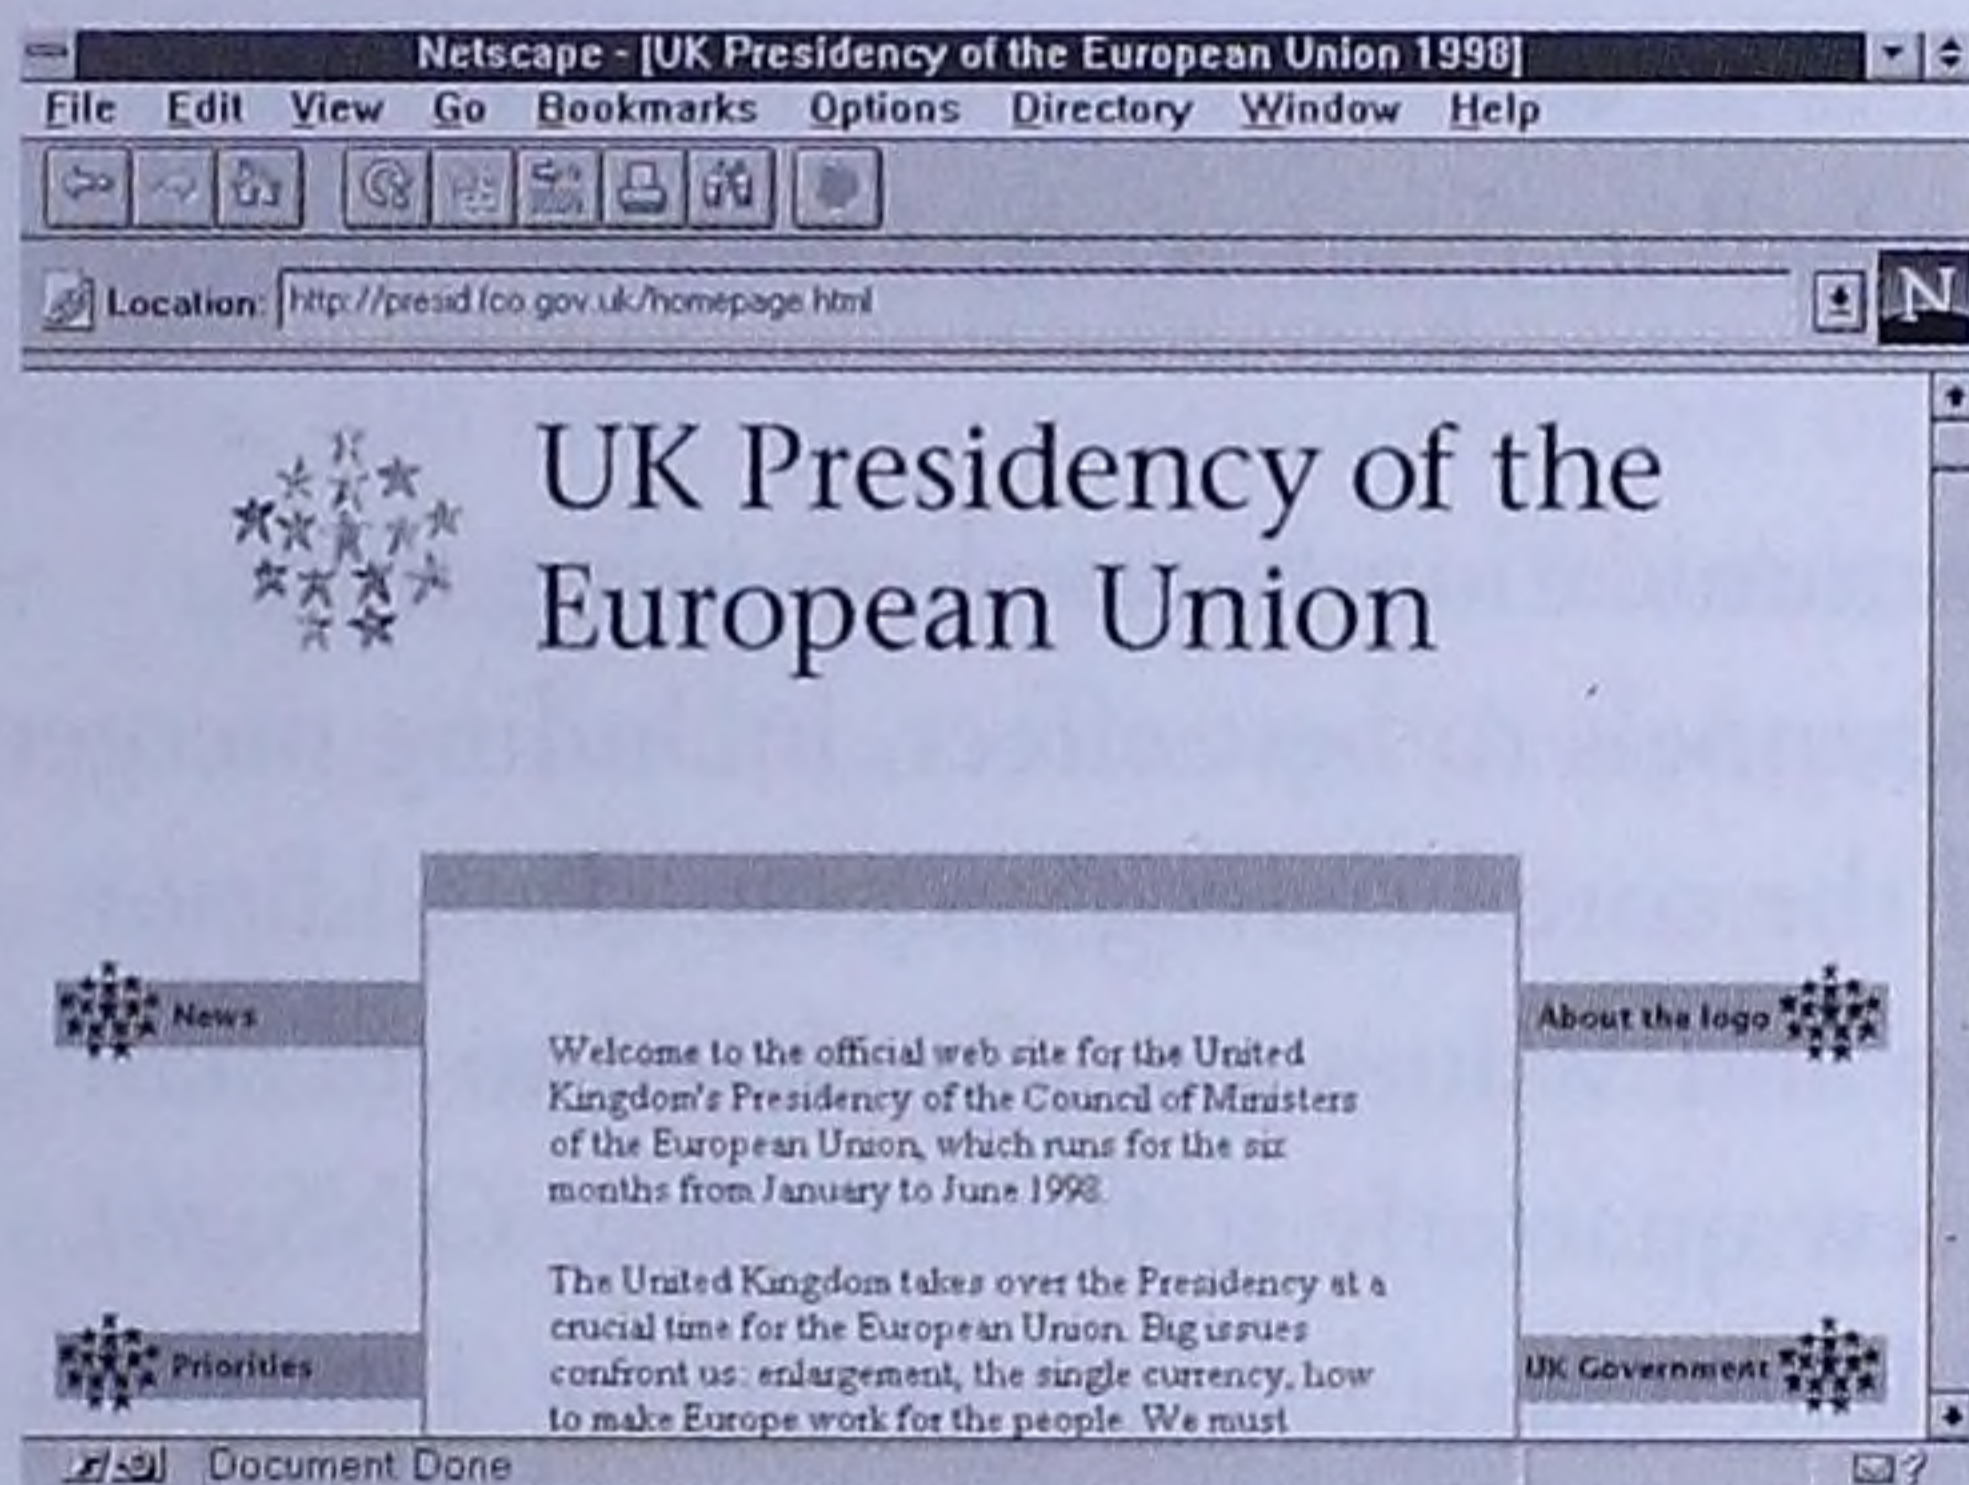 Netscape - [UK Presidency of the European Union 1998]
File Edit View Go Bookmarks Options Directory Window Help
Location: http://presid.fco.gov.uk/homepage.html
N
UK Presidency of the
European Union
News
About the logo
Welcome to the official web site for the United
Kingdom's Presidency of the Council of Ministers
of the European Union, which runs for the six
months from January to June 1998.
The United Kingdom takes over the Presidency at a
crucial time for the European Union. Big issues
confront us: enlargement, the single currency, how
to make Europe work for the people. We must
Priorities
UK Government
Document Done
?